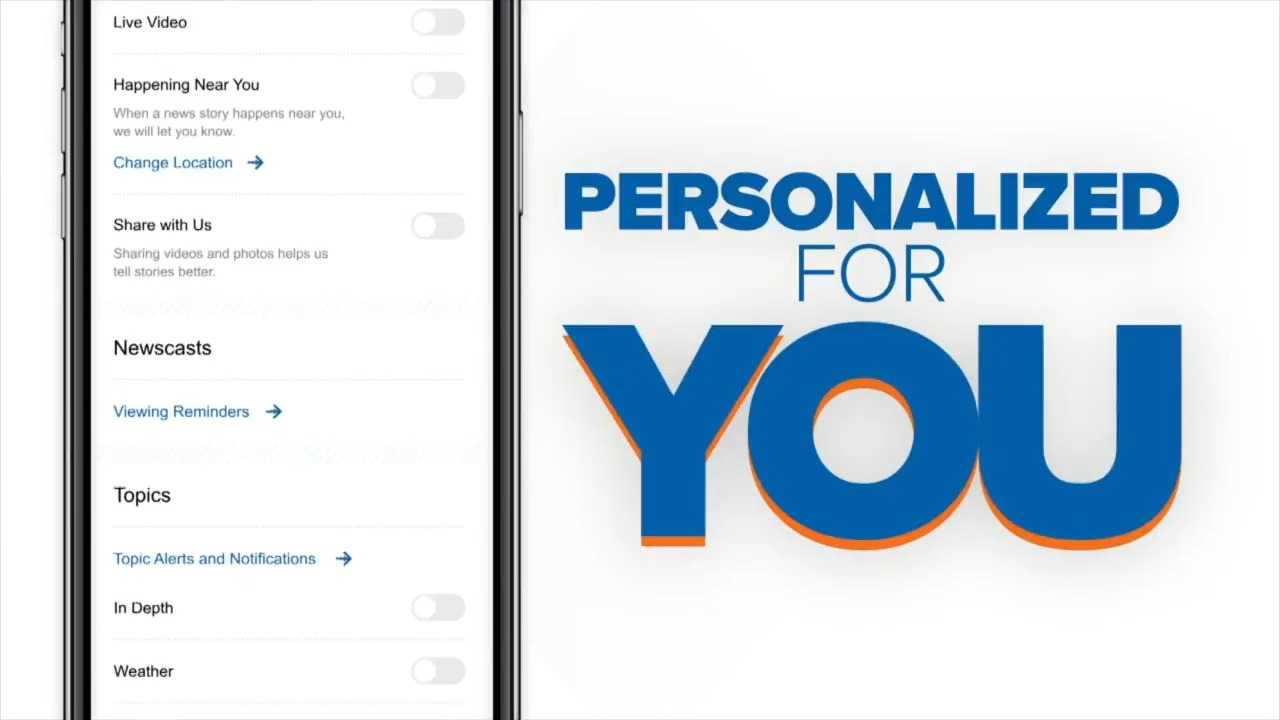 Live Video
Happening Near You
When a news story happens near you,
we will let you know.
Change Location
Share with Us
Sharing videos and photos helps us
tell stories better.
Newscasts
Viewing Reminders
Topics
Topic Alerts and Notifications
In Depth
Weather
PERSONALIZED
FOR
YOU